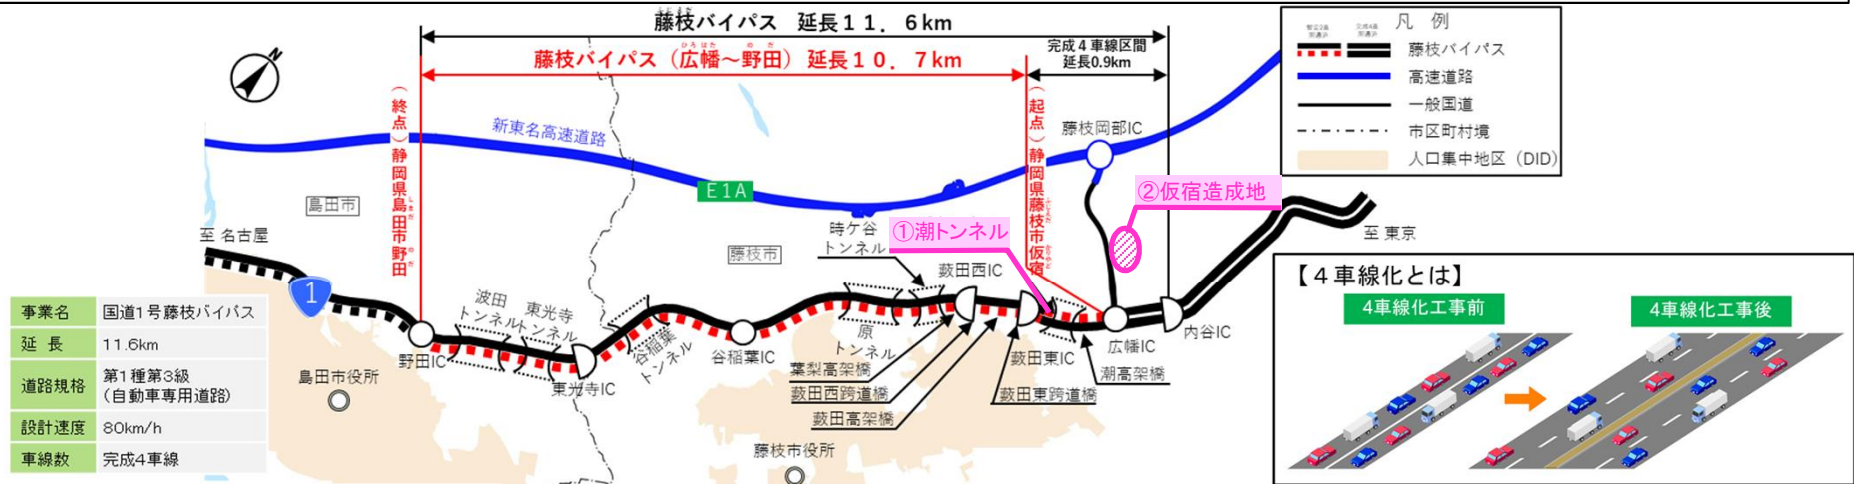 藤枝バイパス 延長11.6km
藤枝バイパス（広幡～野田）延長10.7km
完成4車線区間
延長0.9km
凡 例
藤枝バイパス
高速道路
一般国道
市区町村境
人口集中地区（DID）
N
（終点）静岡県島田市野田
（起点）静岡県藤枝市仮宿
新東名高速道路
E1A
藤枝岡部IC
②仮宿造成地
①潮トンネル
島田市
藤枝市
至 名古屋
至 東京
1
時ケ谷
トンネル
藪田西IC
波田
トンネル
東光寺
トンネル
谷稲葉
トンネル
原
トンネル
野田IC
東光寺IC
谷稲葉IC
藪田東IC
広幡IC
内谷IC
葉梨高架橋
藪田西跨道橋
藪田高架橋
藪田東跨道橋
潮高架橋
島田市役所
藤枝市役所
事業名 国道1号藤枝バイパス
延 長 11.6km
道路規格 第1種第3級
（自動車専用道路）
設計速度 80km/h
車線数 完成4車線
【4車線化とは】
4車線化工事前
4車線化工事後